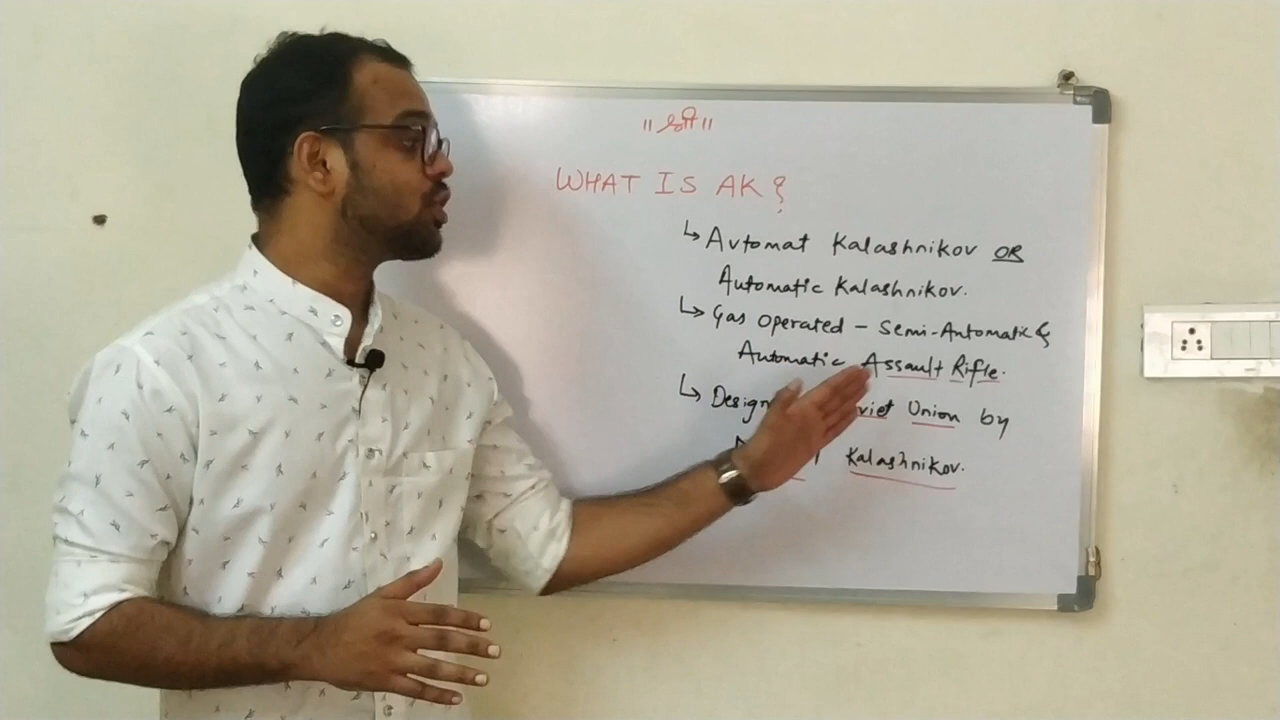 ॥ श्री ॥
WHAT IS AK?
↳ Avtomat Kalashnikov OR
Automatic Kalashnikov.
↳ Gas operated – Semi-Automatic &
Automatic Assault Rifle.
↳ Union by
Kalashnikov.